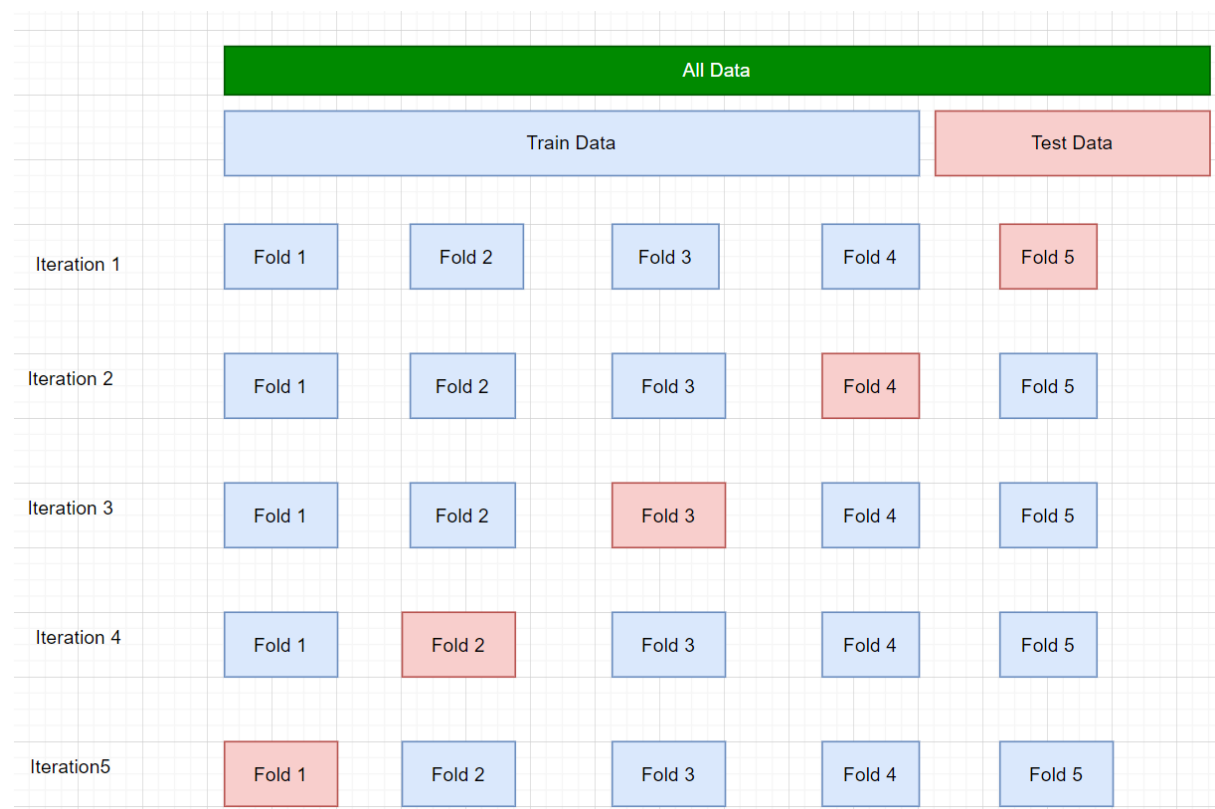 All Data
Train Data Test Data
Iteration 1 Fold 1 Fold 2 Fold 3 Fold 4 Fold 5
Iteration 2 Fold 1 Fold 2 Fold 3 Fold 4 Fold 5
Iteration 3 Fold 1 Fold 2 Fold 3 Fold 4 Fold 5
Iteration 4 Fold 1 Fold 2 Fold 3 Fold 4 Fold 5
Iteration5 Fold 1 Fold 2 Fold 3 Fold 4 Fold 5